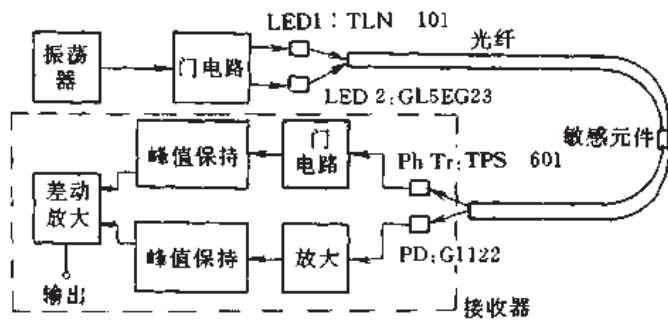 LED1:TLN 101
光纤
振荡器
门电路
LED 2:GL5EG23
敏感元件
峰值保持
门电路
Ph Tr:TPS 601
差动放大
峰值保持
放大
PD:G1122
输出
接收器